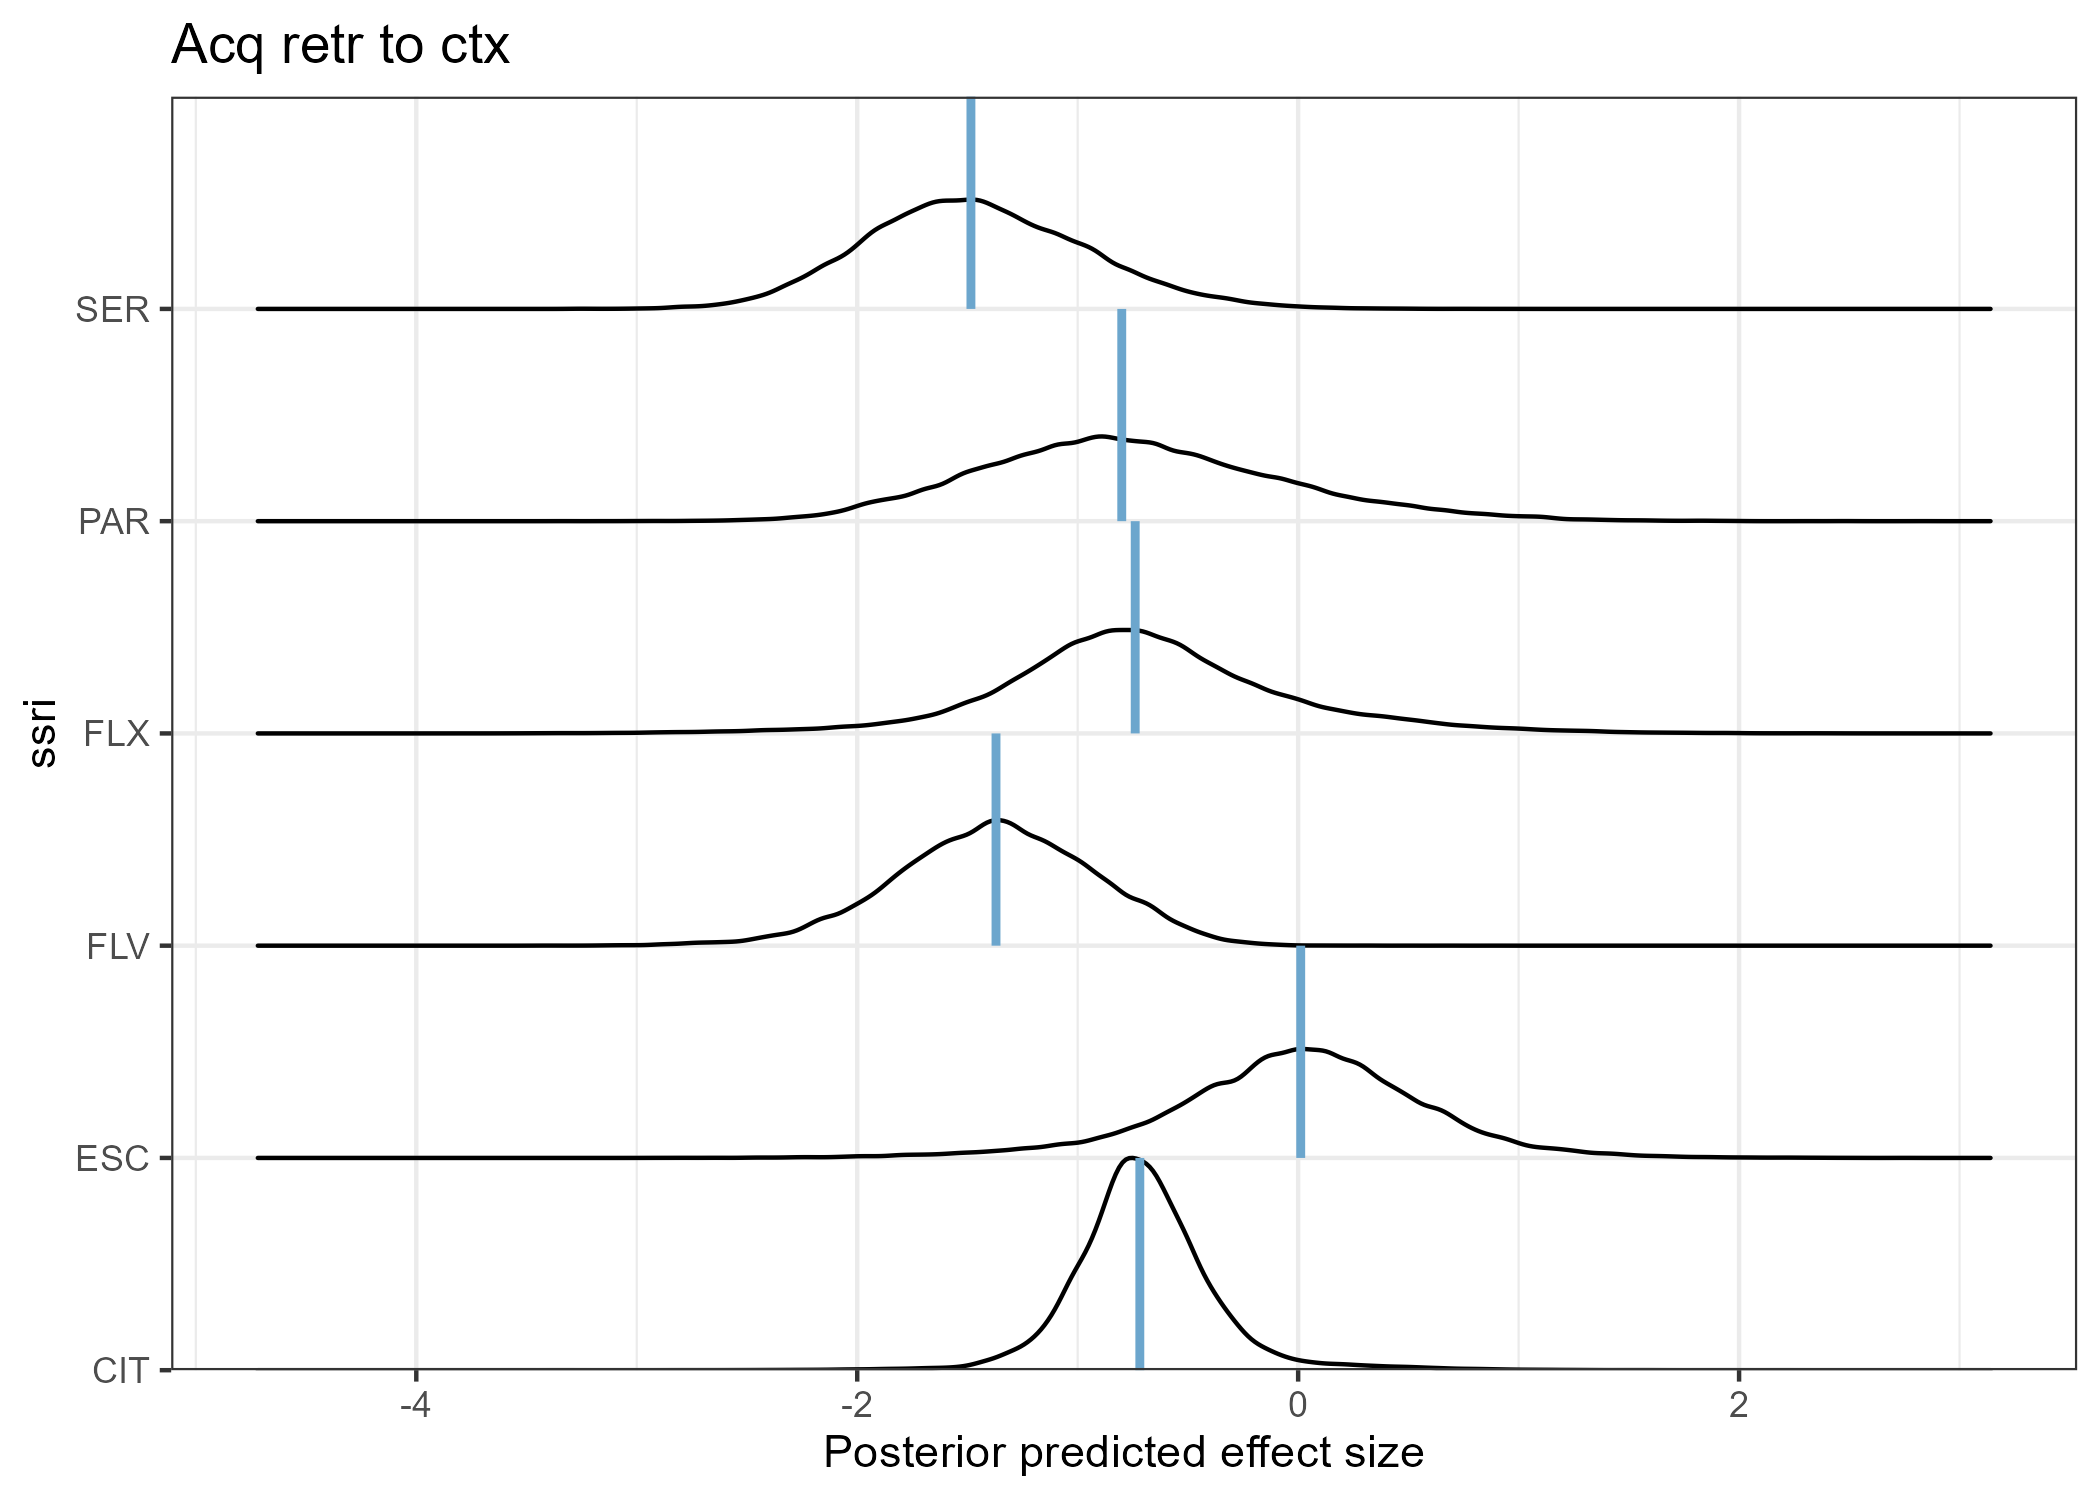 Acq retr to ctx
SER
PAR
FLX
FLV
ESC
CIT
ssri
-4
-2
0
2
Posterior predicted effect size